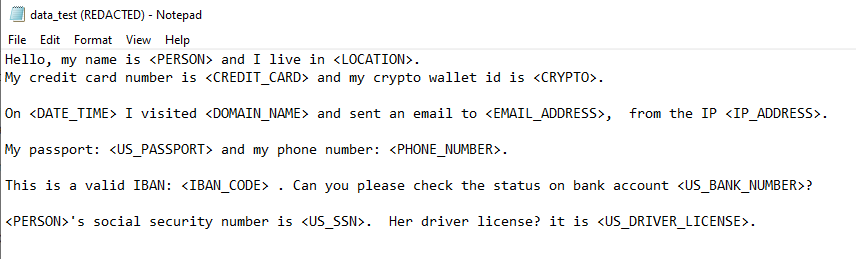 data_test (REDACTED) - Notepad
File Edit Format View Help
Hello, my name is <PERSON> and I live in <LOCATION>.
My credit card number is <CREDIT_CARD> and my crypto wallet id is <CRYPTO>.
On <DATE_TIME> I visited <DOMAIN_NAME> and sent an email to <EMAIL_ADDRESS>,  from the IP <IP_ADDRESS>.
My passport: <US_PASSPORT> and my phone number: <PHONE_NUMBER>.
This is a valid IBAN: <IBAN_CODE> . Can you please check the status on bank account <US_BANK_NUMBER>?
<PERSON>'s social security number is <US_SSN>.  Her driver license? it is <US_DRIVER_LICENSE>.